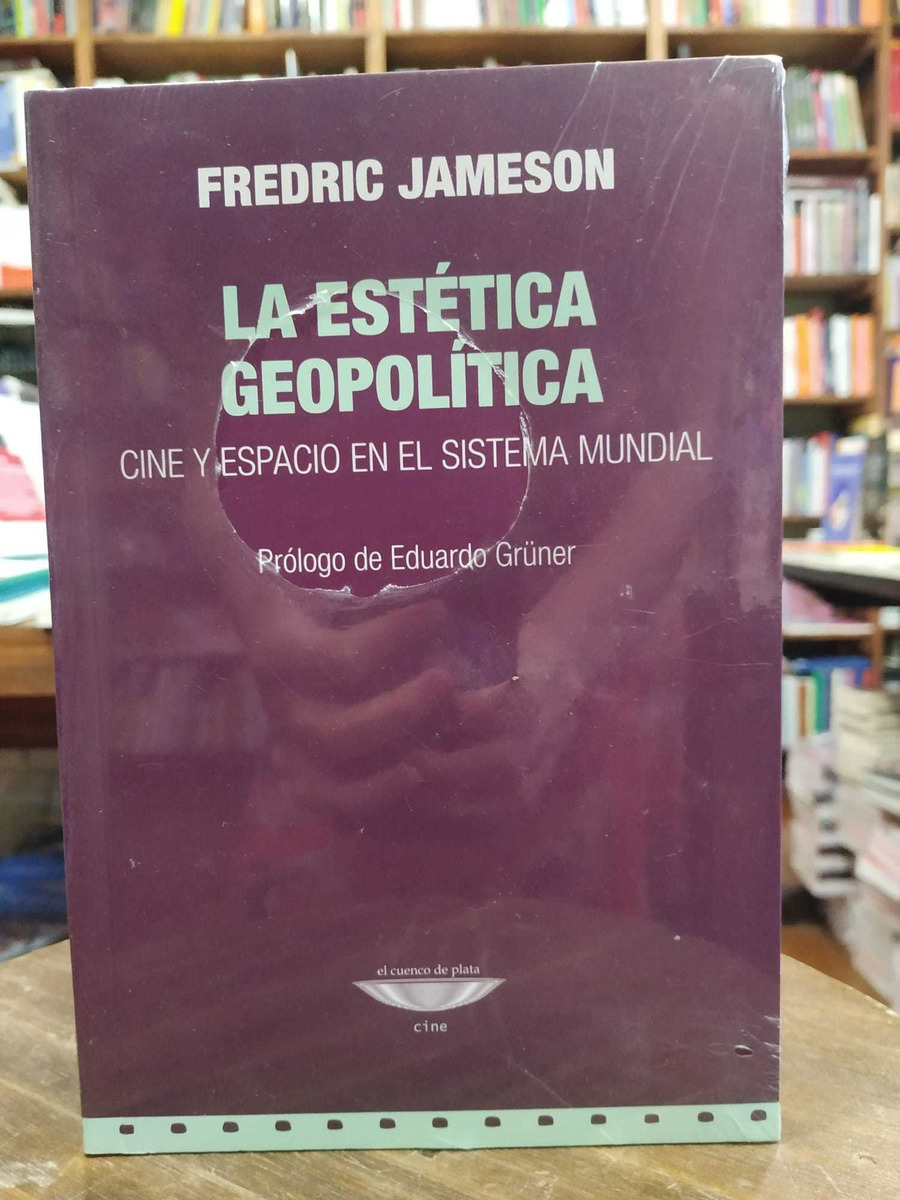 FREDRIC JAMESON
LA ESTÉTICA
GEOPOLÍTICA
CINE Y ESPACIO EN EL SISTEMA MUNDIAL
Prólogo de Eduardo Grüner
el cuenco de plata
cine